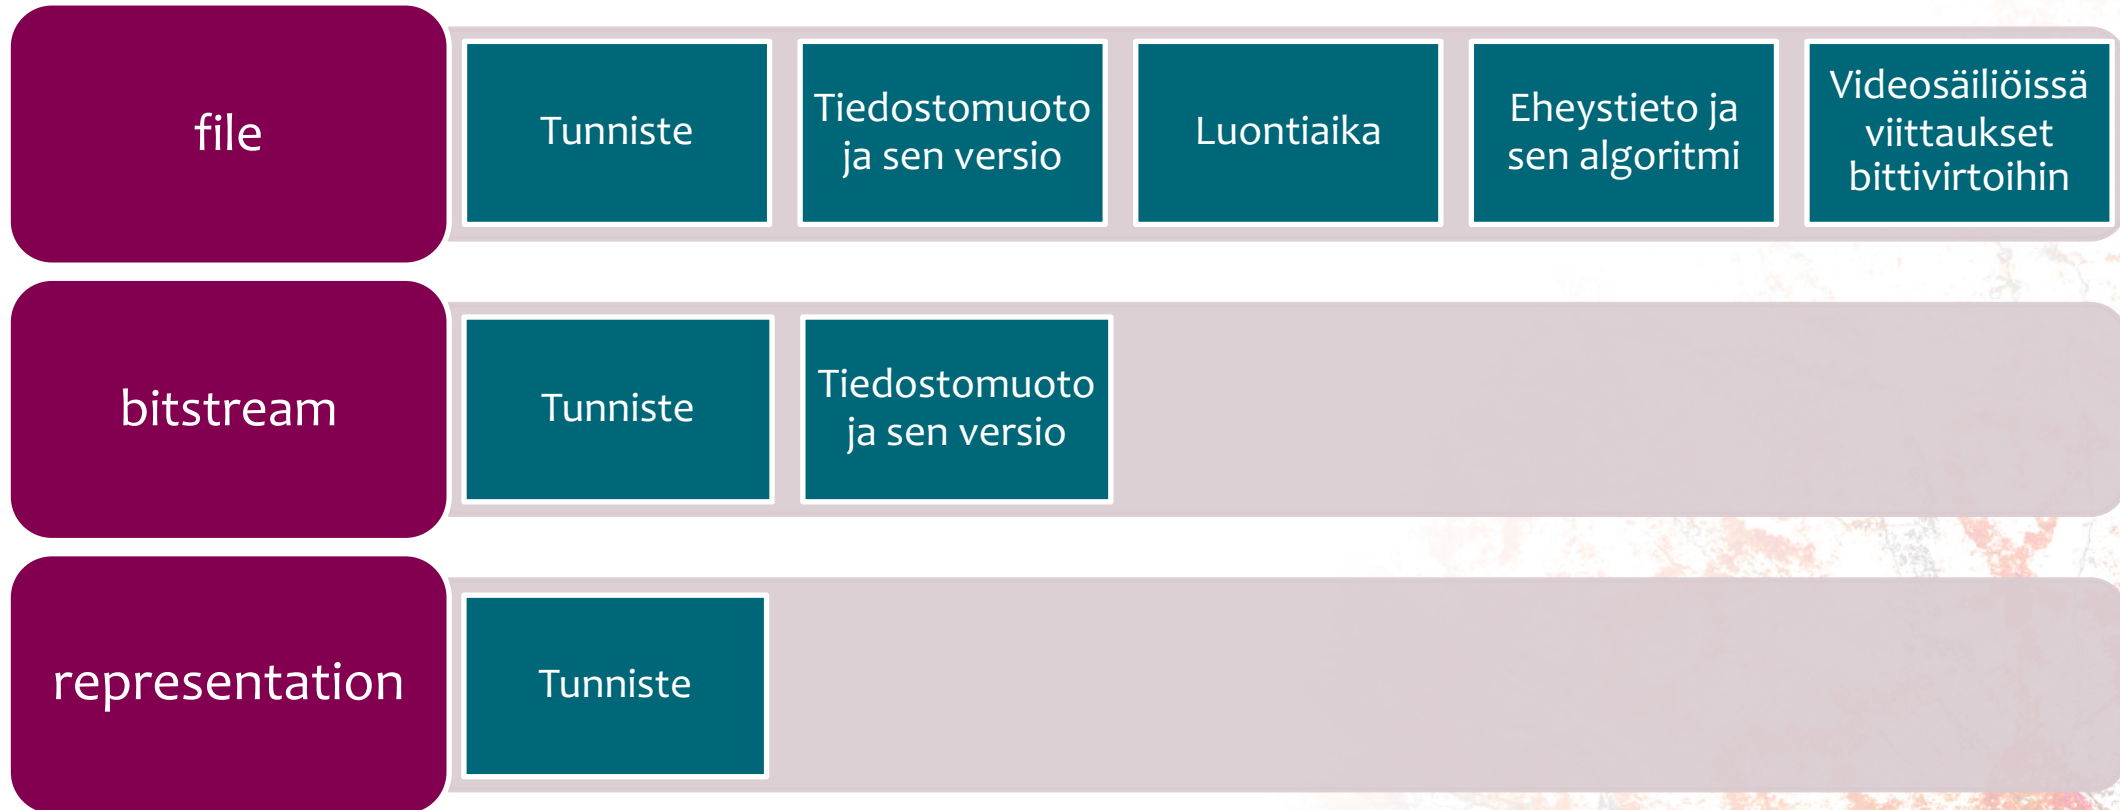 file
Tunniste
Tiedostomuoto
ja sen versio
Luontiaika
Eheystieto ja
sen algoritmi
Videosäiliöissä
viittaukset
bittivirtoihin
bitstream
Tunniste
Tiedostomuoto
ja sen versio
representation
Tunniste